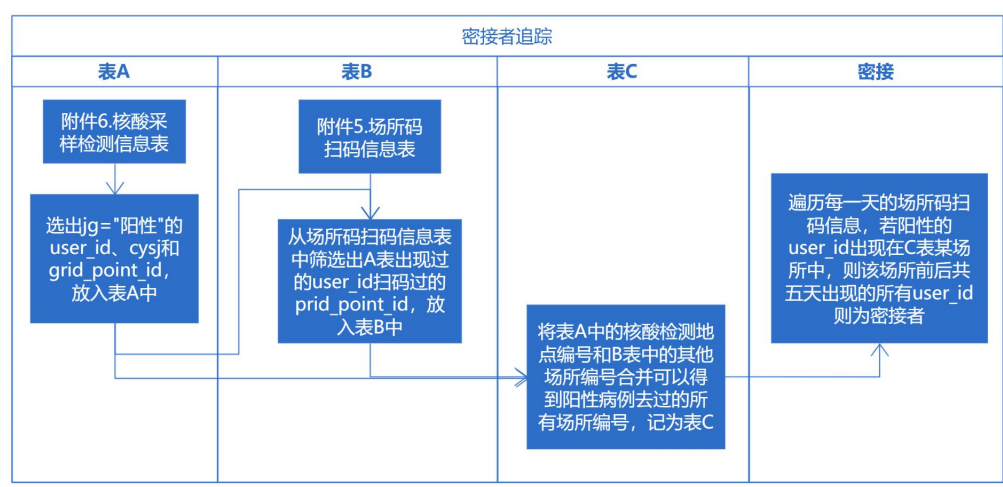 密接者追踪
表A
表B
表C
密接
附件6.核酸采
样检测信息表
选出jg="阳性"的
user_id、cysj和
grid_point_id，
放入表A中
附件5.场所码
扫码信息表
从场所码扫码信息表
中筛选出A表出现过
的user_id扫码过的
prid_point_id，放
入表B中
将表A中的核酸检测地
点编号和B表中的其他
场所编号合并可以得
到阳性病例去过的所
有场所编号，记为表C
遍历每一天的场所码扫
码信息，若阳性的
user_id出现在C表某场
所中，则该场所前后共
五天出现的所有user_id
则为密接者